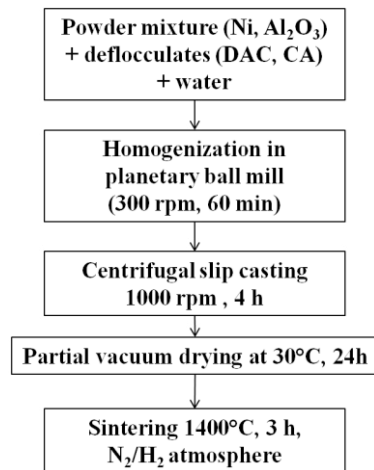 Powder mixture (Ni, Al₂O₃)
+ deflocculates (DAC, CA)
+ water
Homogenization in
planetary ball mill
(300 rpm, 60 min)
Centrifugal slip casting
1000 rpm , 4 h
Partial vacuum drying at 30°C, 24h
Sintering 1400°C, 3 h,
N₂/H₂ atmosphere